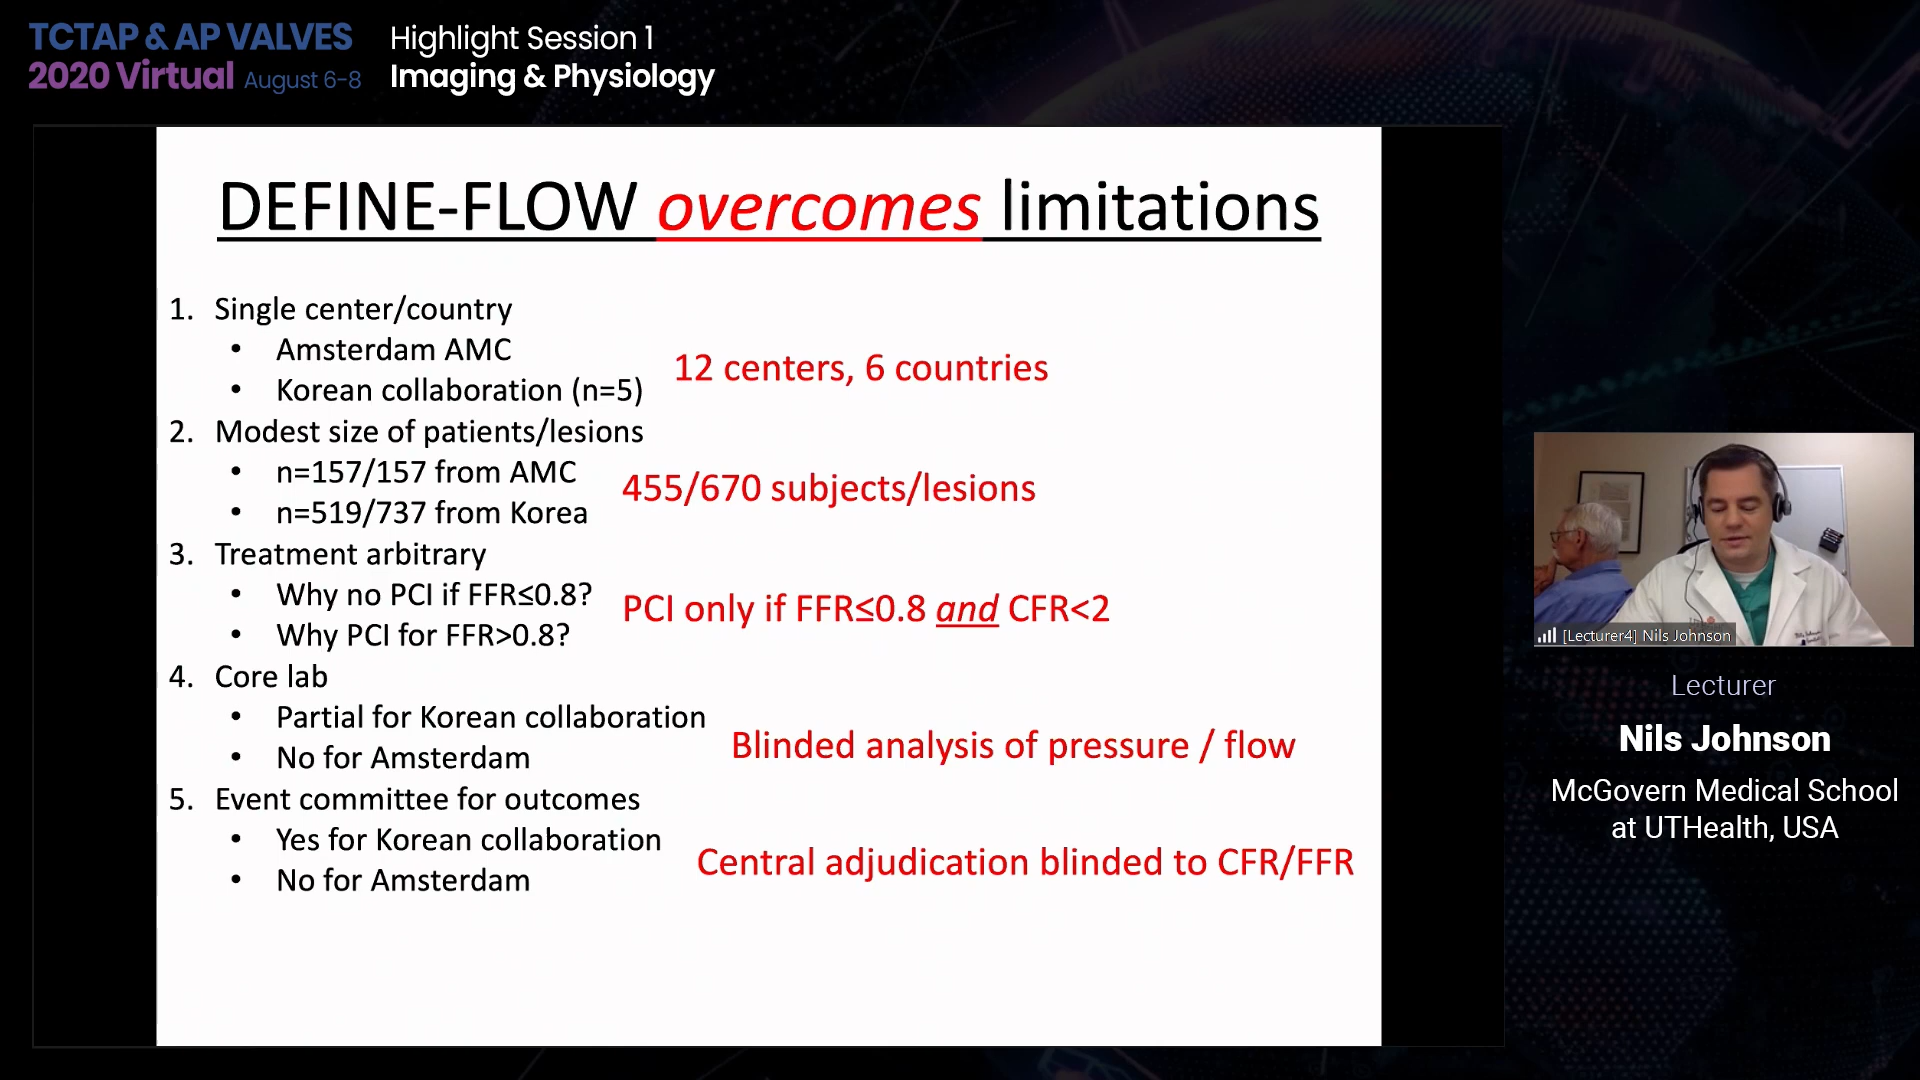 TCTAP & AP VALVES
2020 Virtual August 6-8
Highlight Session 1
Imaging & Physiology
DEFINE-FLOW overcomes limitations
1. Single center/country
• Amsterdam AMC
• Korean collaboration (n=5)
12 centers, 6 countries
2. Modest size of patients/lesions
• n=157/157 from AMC
• n=519/737 from Korea
455/670 subjects/lesions
3. Treatment arbitrary
• Why no PCI if FFR≤0.8?
• Why PCI for FFR>0.8?
PCI only if FFR≤0.8 and CFR<2
4. Core lab
• Partial for Korean collaboration
• No for Amsterdam
Blinded analysis of pressure / flow
5. Event committee for outcomes
• Yes for Korean collaboration
• No for Amsterdam
Central adjudication blinded to CFR/FFR
[Lecturer4] Nils Johnson
Lecturer
Nils Johnson
McGovern Medical School
at UTHealth, USA